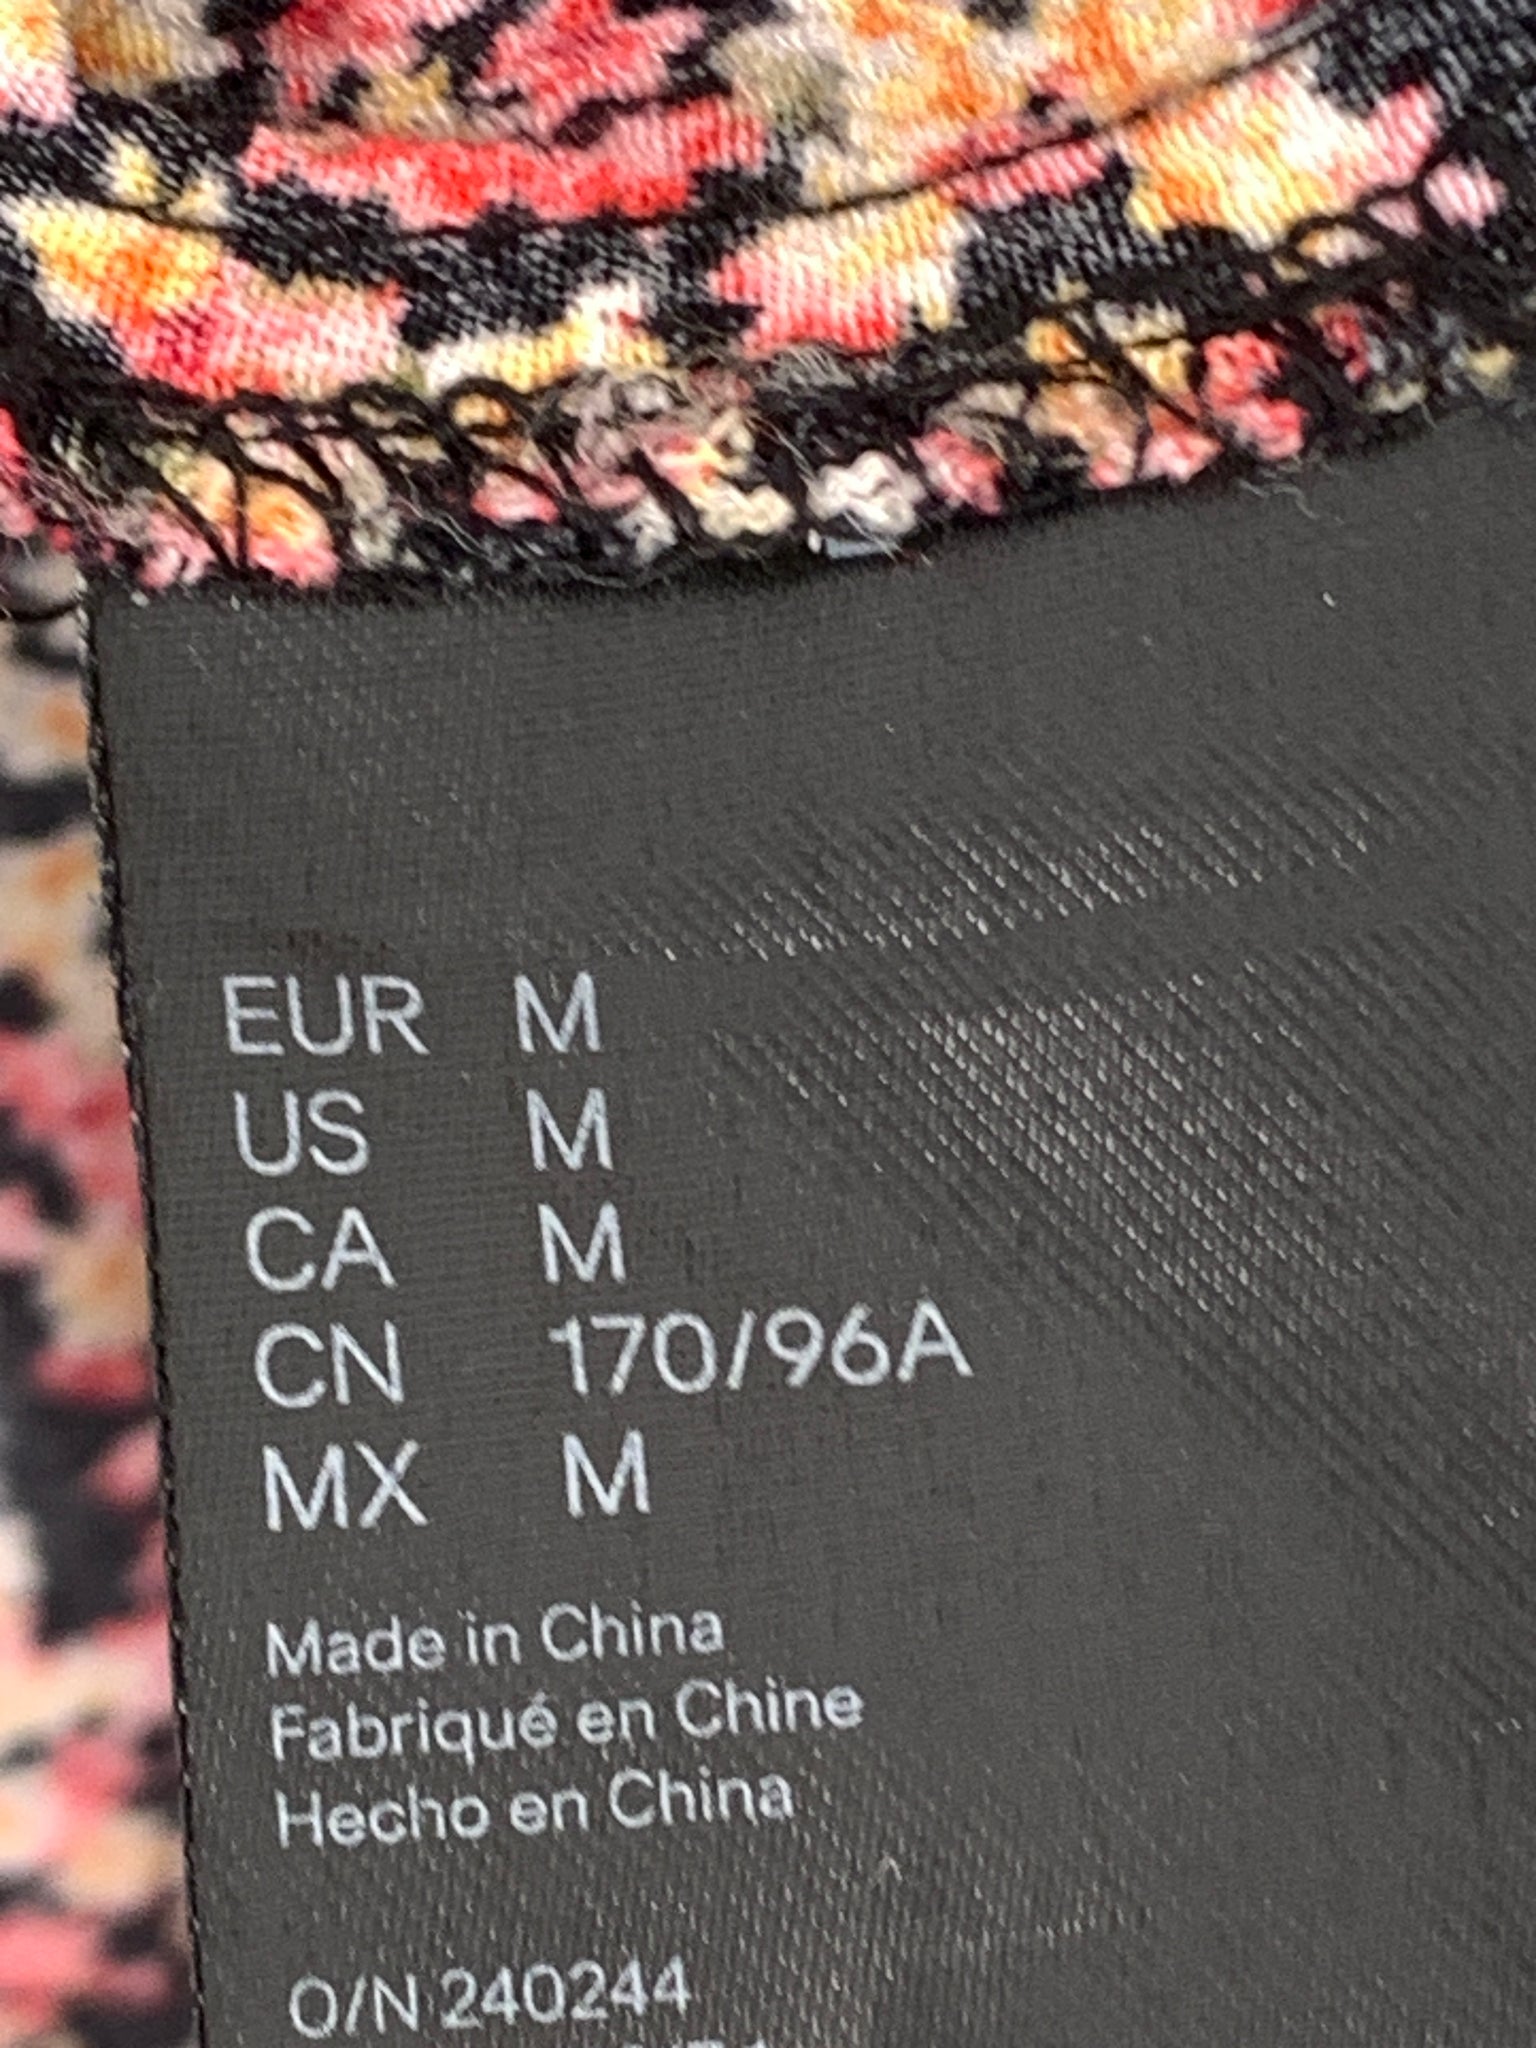 EUR M
US M
CA M
CN 170/96A
MX M
Made in China
Fabriqué en Chine
Hecho en China
O/N 240244